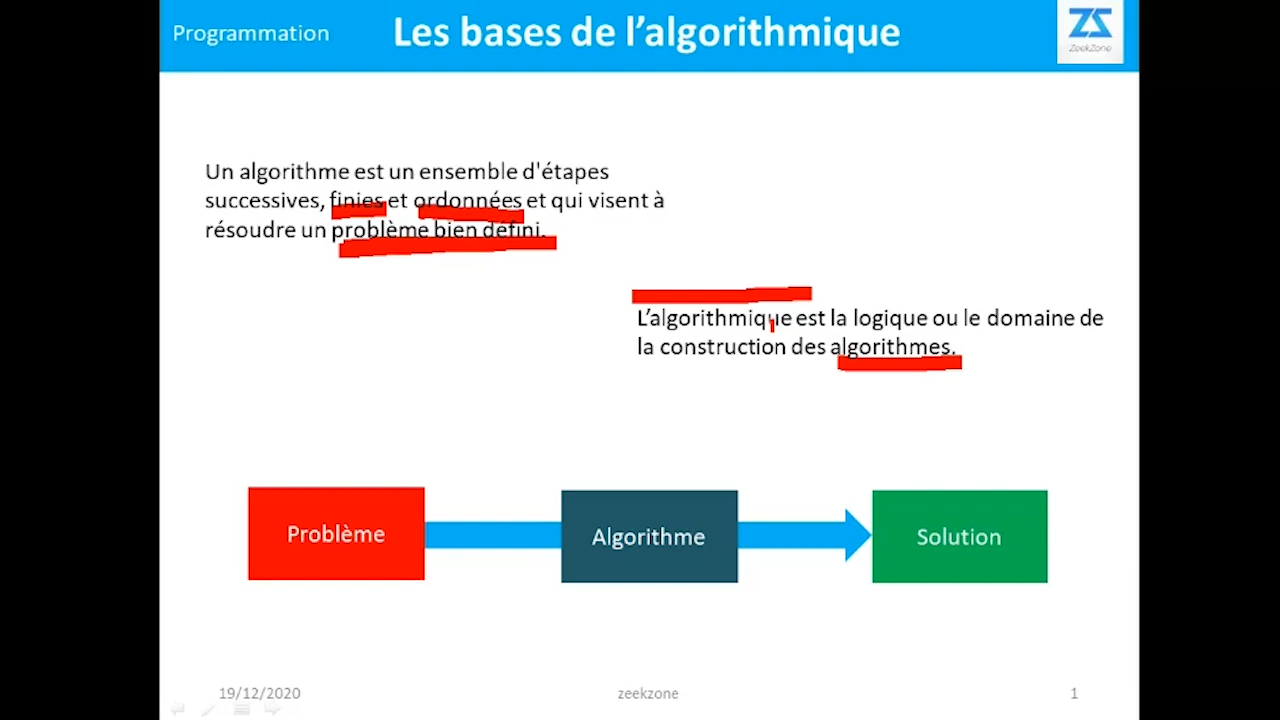 Programmation
Les bases de l'algorithmique
ZS
ZeekZone
Un algorithme est un ensemble d'étapes
successives, finies et ordonnées et qui visent à
résoudre un problème bien défini.
L'algorithmique est la logique ou le domaine de
la construction des algorithmes.
Problème
Algorithme
Solution
19/12/2020
zeekzone
1